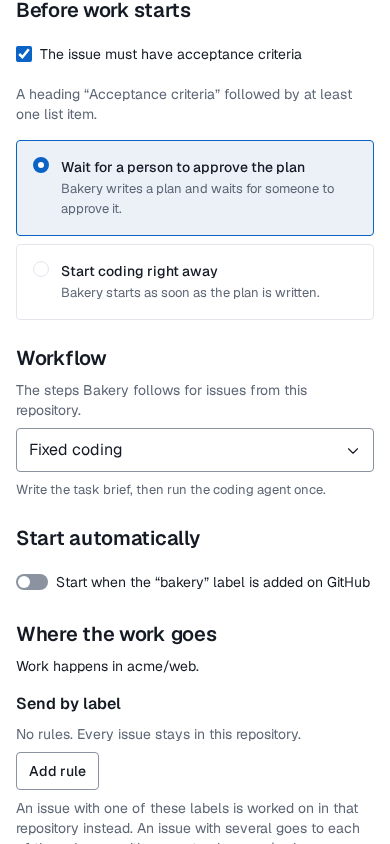 Before work starts
The issue must have acceptance criteria
A heading “Acceptance criteria” followed by at least
one list item.
Wait for a person to approve the plan
Bakery writes a plan and waits for someone to
approve it.
Start coding right away
Bakery starts as soon as the plan is written.
Workflow
The steps Bakery follows for issues from this
repository.
Fixed coding
Write the task brief, then run the coding agent once.
Start automatically
Start when the “bakery” label is added on GitHub
Where the work goes
Work happens in acme/web.
Send by label
No rules. Every issue stays in this repository.
Add rule
An issue with one of these labels is worked on in that
repository instead. An issue with several goes to each